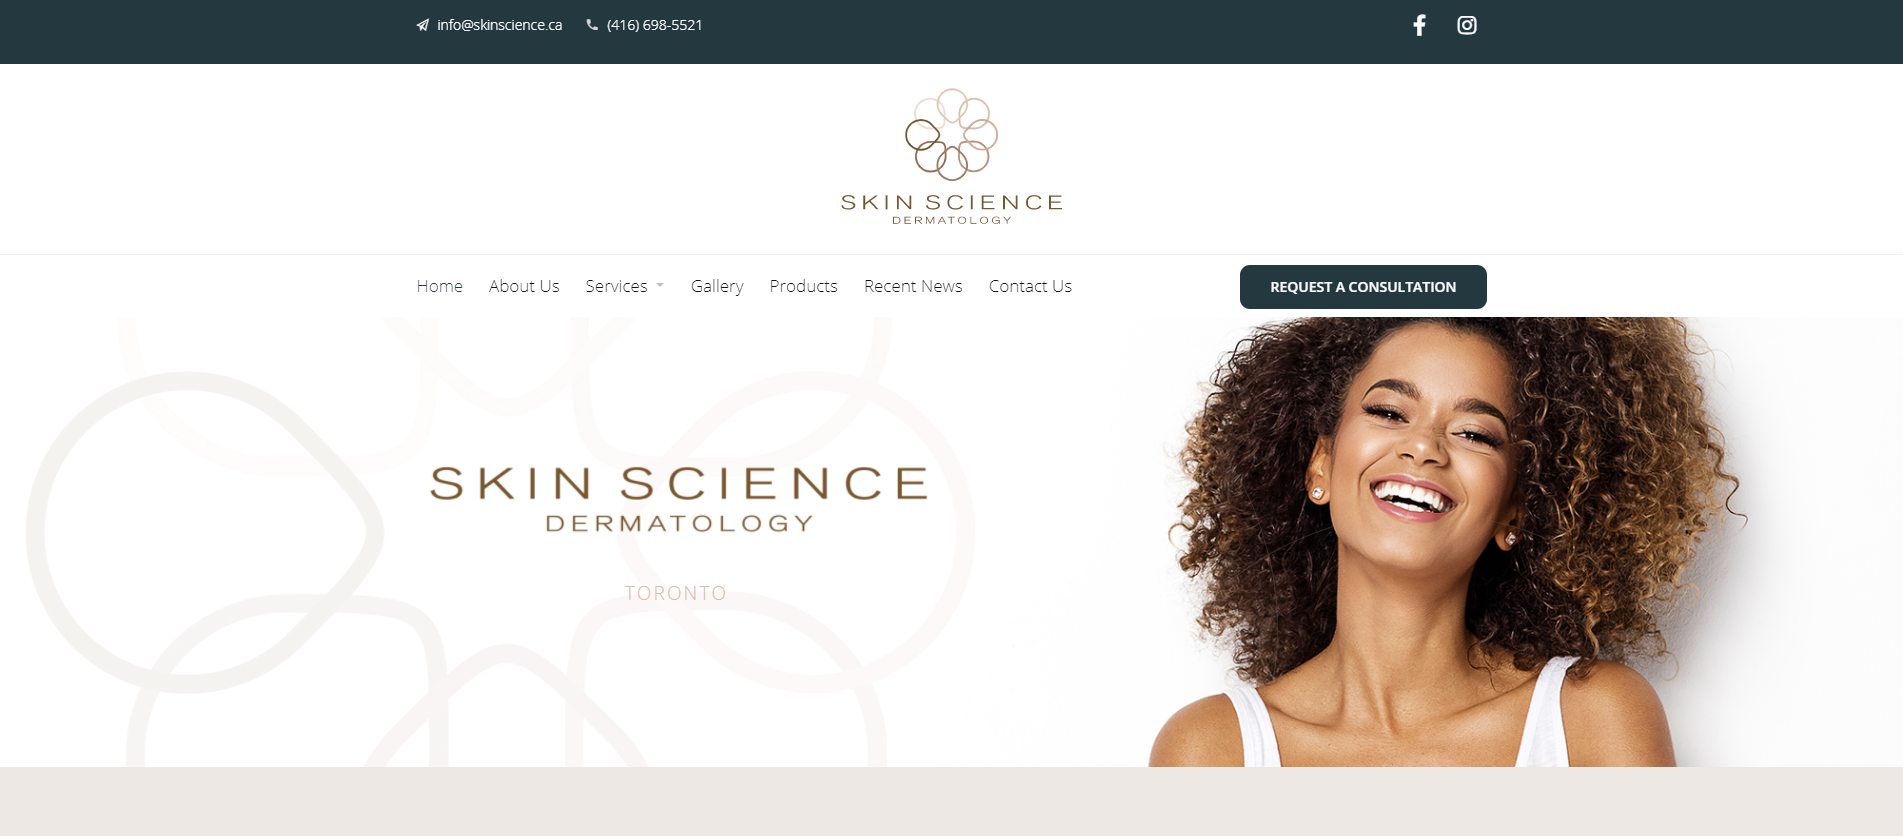 info@skinscience.ca (416) 698-5521
SKIN SCIENCE
DERMATOLOGY
Home About Us Services Gallery Products Recent News Contact Us REQUEST A CONSULTATION
SKIN SCIENCE
DERMATOLOGY
TORONTO